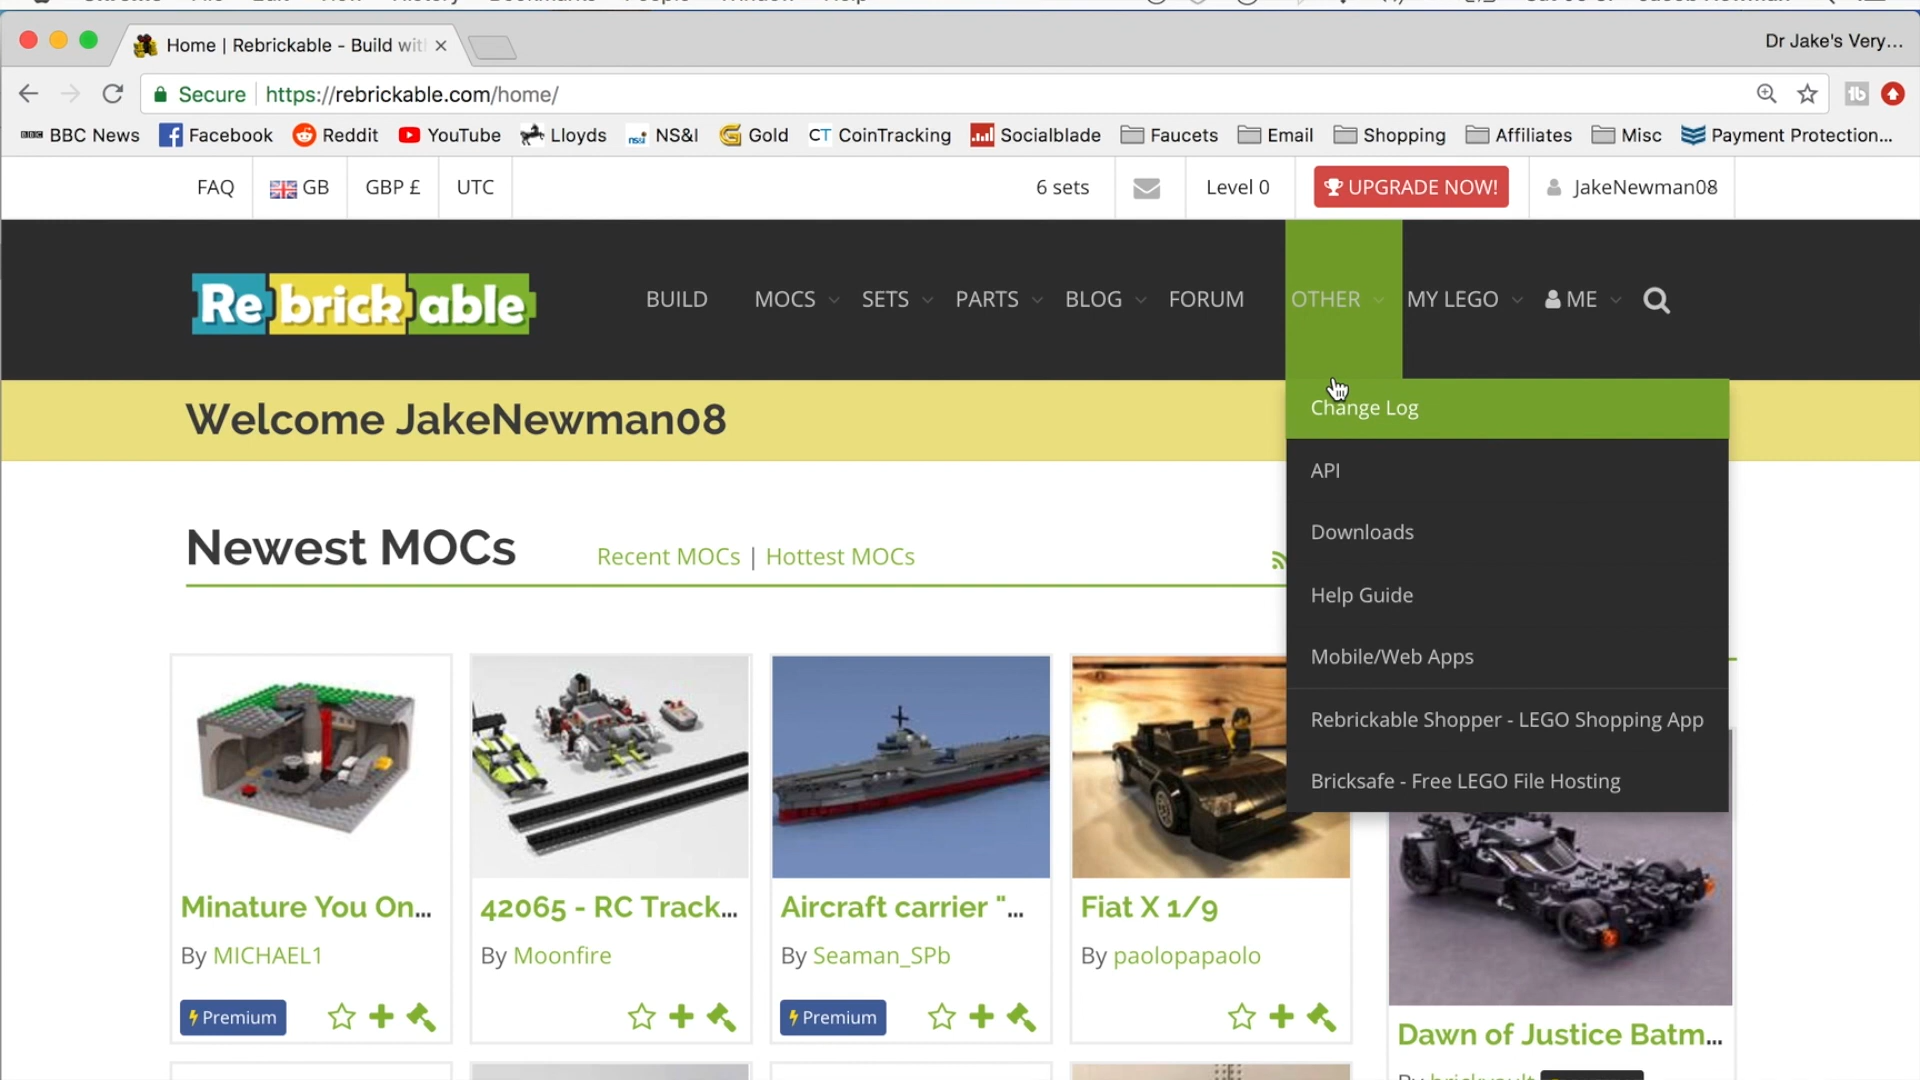 Home | Rebrickable - Build wit
Dr Jake's Very...
Secure https://rebrickable.com/home/
BBC News Facebook Reddit YouTube Lloyds NS&I Gold CT CoinTracking Socialblade Faucets Email Shopping Affiliates Misc Payment Protection...
FAQ GB GBP £ UTC 6 sets Level 0 UPGRADE NOW! JakeNewman08
Rebrickable BUILD MOCS SETS PARTS BLOG FORUM OTHER MY LEGO ME
Welcome JakeNewman08
Change Log
API
Downloads
Help Guide
Mobile/Web Apps
Rebrickable Shopper - LEGO Shopping App
Bricksafe - Free LEGO File Hosting
Newest MOCs Recent MOCs | Hottest MOCs
Minature You On... 42065 - RC Track... Aircraft carrier "... Fiat X 1/9
By MICHAEL1 By Moonfire By Seaman_SPb By paolopapaolo
Premium Premium
Dawn of Justice Batm...